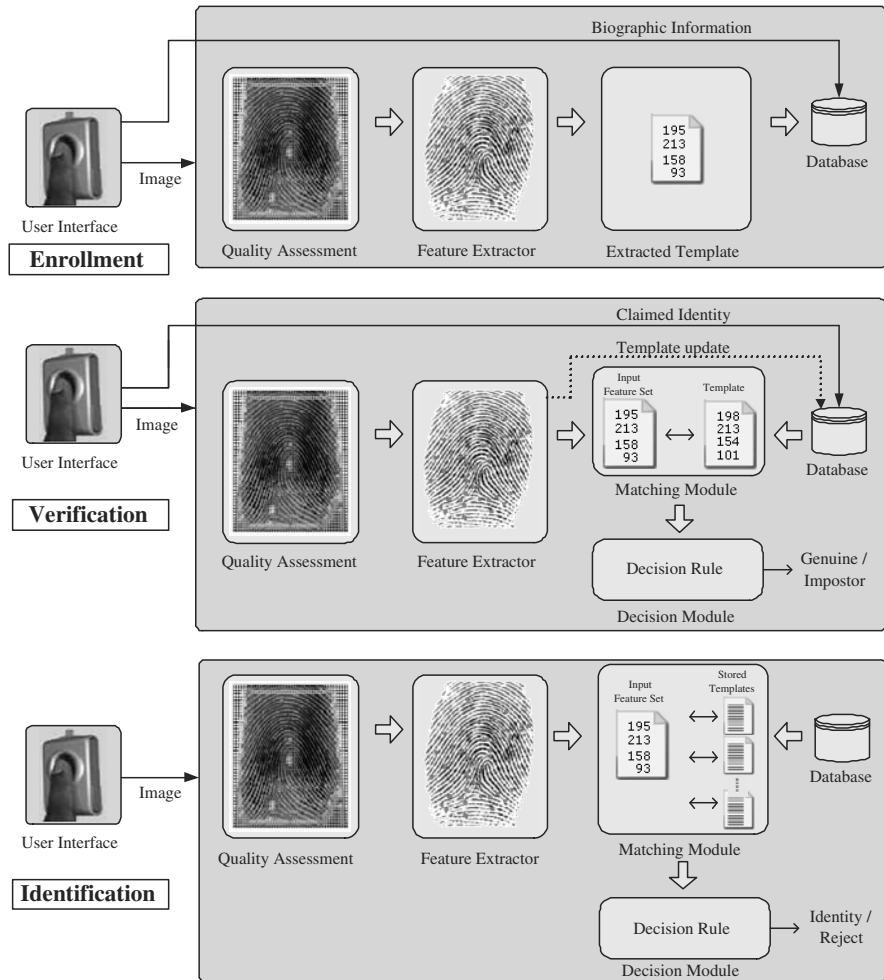 Biographic Information
195
213
158
93
Image
Database
User Interface
Quality Assessment
Feature Extractor
Extracted Template
Enrollment
Claimed Identity
Template update
Input
Feature Set
Template
195
213
158
93
198
213
154
101
Image
Database
User Interface
Matching Module
Verification
Quality Assessment
Feature Extractor
Decision Rule
Genuine /
Impostor
Decision Module
Input
Feature Set
Stored
Templates
195
213
158
93
Image
Database
User Interface
Quality Assessment
Feature Extractor
Matching Module
Identification
Decision Rule
Identity /
Reject
Decision Module